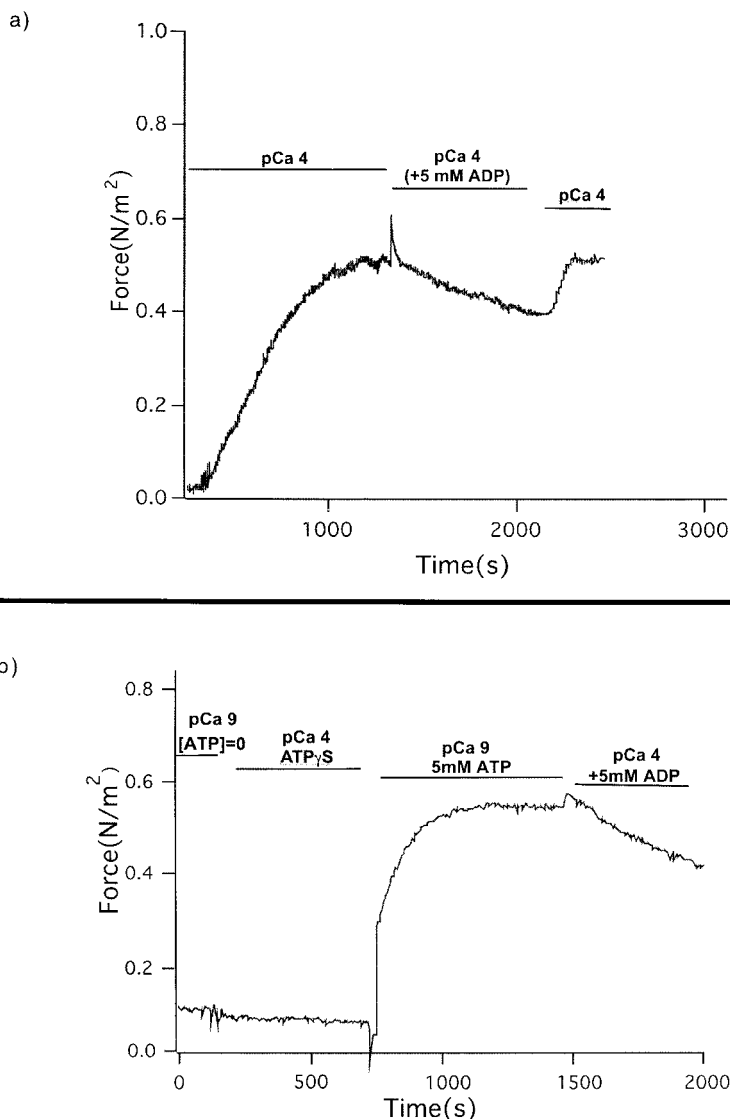 a)
1.0
0.8
0.6
0.4
0.2
0.0
Force(N/m2)
pCa 4
pCa 4
(+5 mM ADP)
pCa 4
1000
2000
3000
Time(s)
b)
0.8
0.6
0.4
0.2
0.0
Force(N/m2)
pCa 9
[ATP]=0
pCa 4
ATPγS
pCa 9
5mM ATP
pCa 4
+5mM ADP
0
500
1000
1500
2000
Time(s)